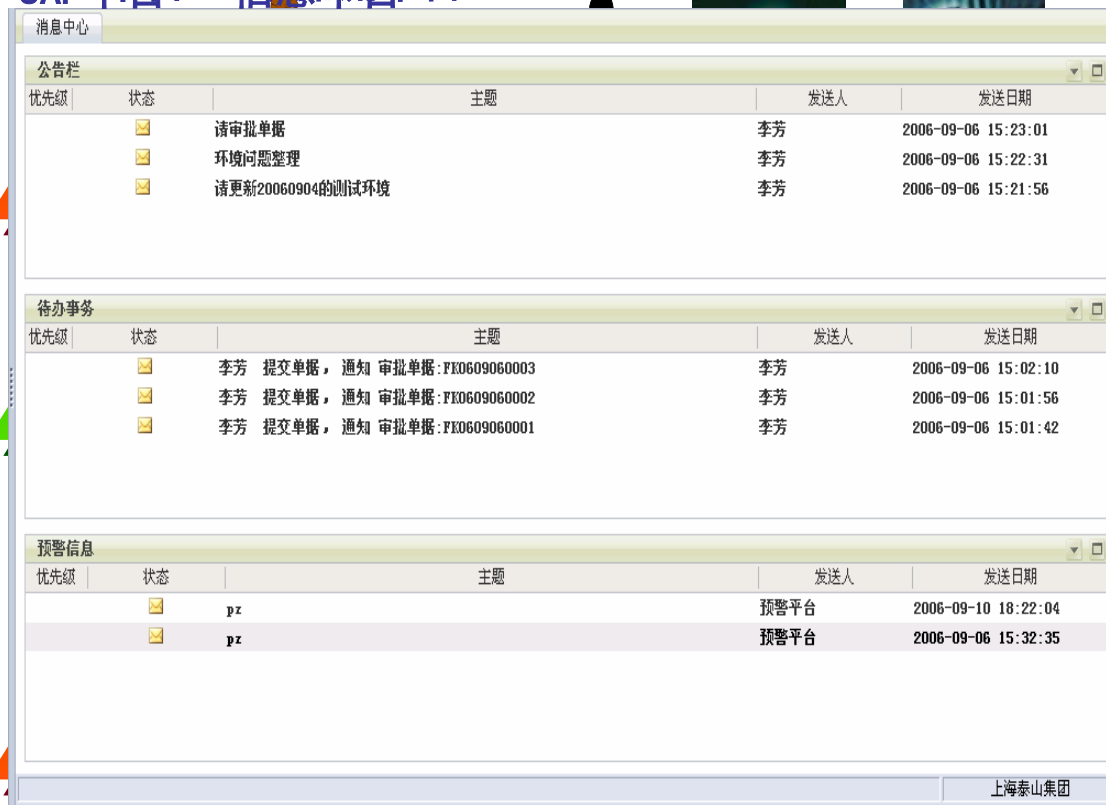 消息中心
公告栏
优先级 状态 主题 发送人 发送日期
请审批单据 李芳 2006-09-06 15:23:01
环境问题整理 李芳 2006-09-06 15:22:31
请更新20060904的测试环境 李芳 2006-09-06 15:21:56
待办事务
优先级 状态 主题 发送人 发送日期
李芳 提交单据, 通知 审批单据:FK0609060003 李芳 2006-09-06 15:02:10
李芳 提交单据, 通知 审批单据:FK0609060002 李芳 2006-09-06 15:01:56
李芳 提交单据, 通知 审批单据:FK0609060001 李芳 2006-09-06 15:01:42
预警信息
优先级 状态 主题 发送人 发送日期
pz 预警平台 2006-09-10 18:22:04
pz 预警平台 2006-09-06 15:32:35
上海泰山集团